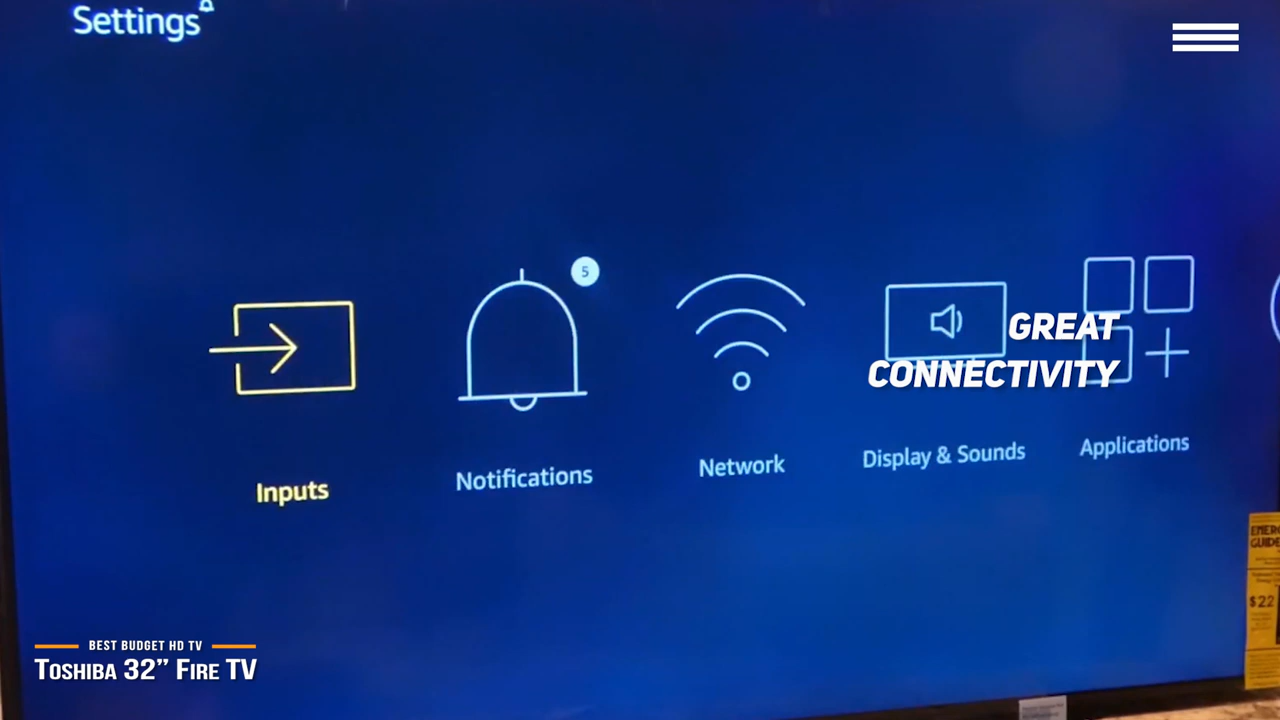 Settings
5
GREAT
CONNECTIVITY
Inputs
Notifications
Network
Display & Sounds
Applications
$22
BEST BUDGET HD TV
TOSHIBA 32” FIRE TV